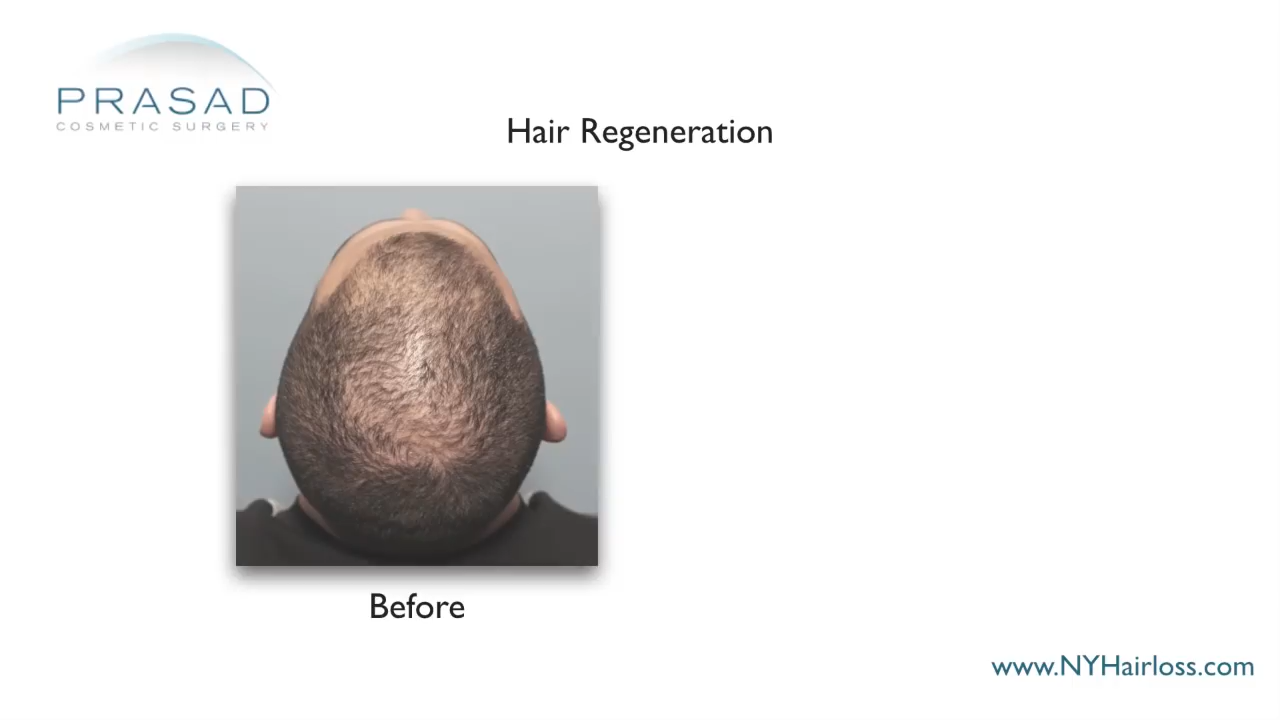 PRASAD
COSMETIC SURGERY
Hair Regeneration
Before
www.NYHairloss.com